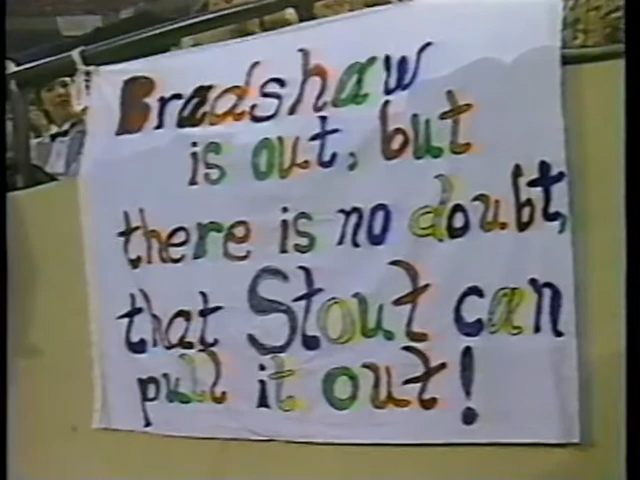 Bradshaw
is out, but
there is no doubt,
that Stout can
pull it out!